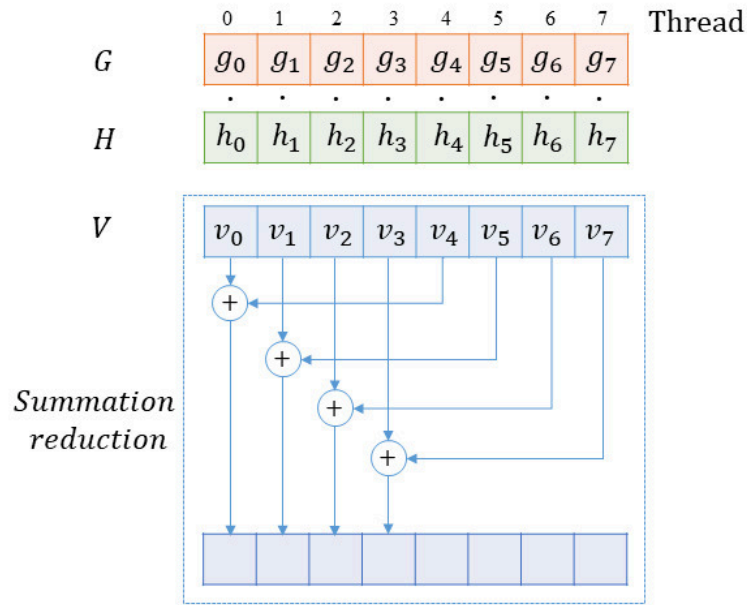 0 1 2 3 4 5 6 7 Thread
G g₀ g₁ g₂ g₃ g₄ g₅ g₆ g₇
· · · · · · · ·
H h₀ h₁ h₂ h₃ h₄ h₅ h₆ h₇
V v₀ v₁ v₂ v₃ v₄ v₅ v₆ v₇
+
+
Summation
+
reduction
+